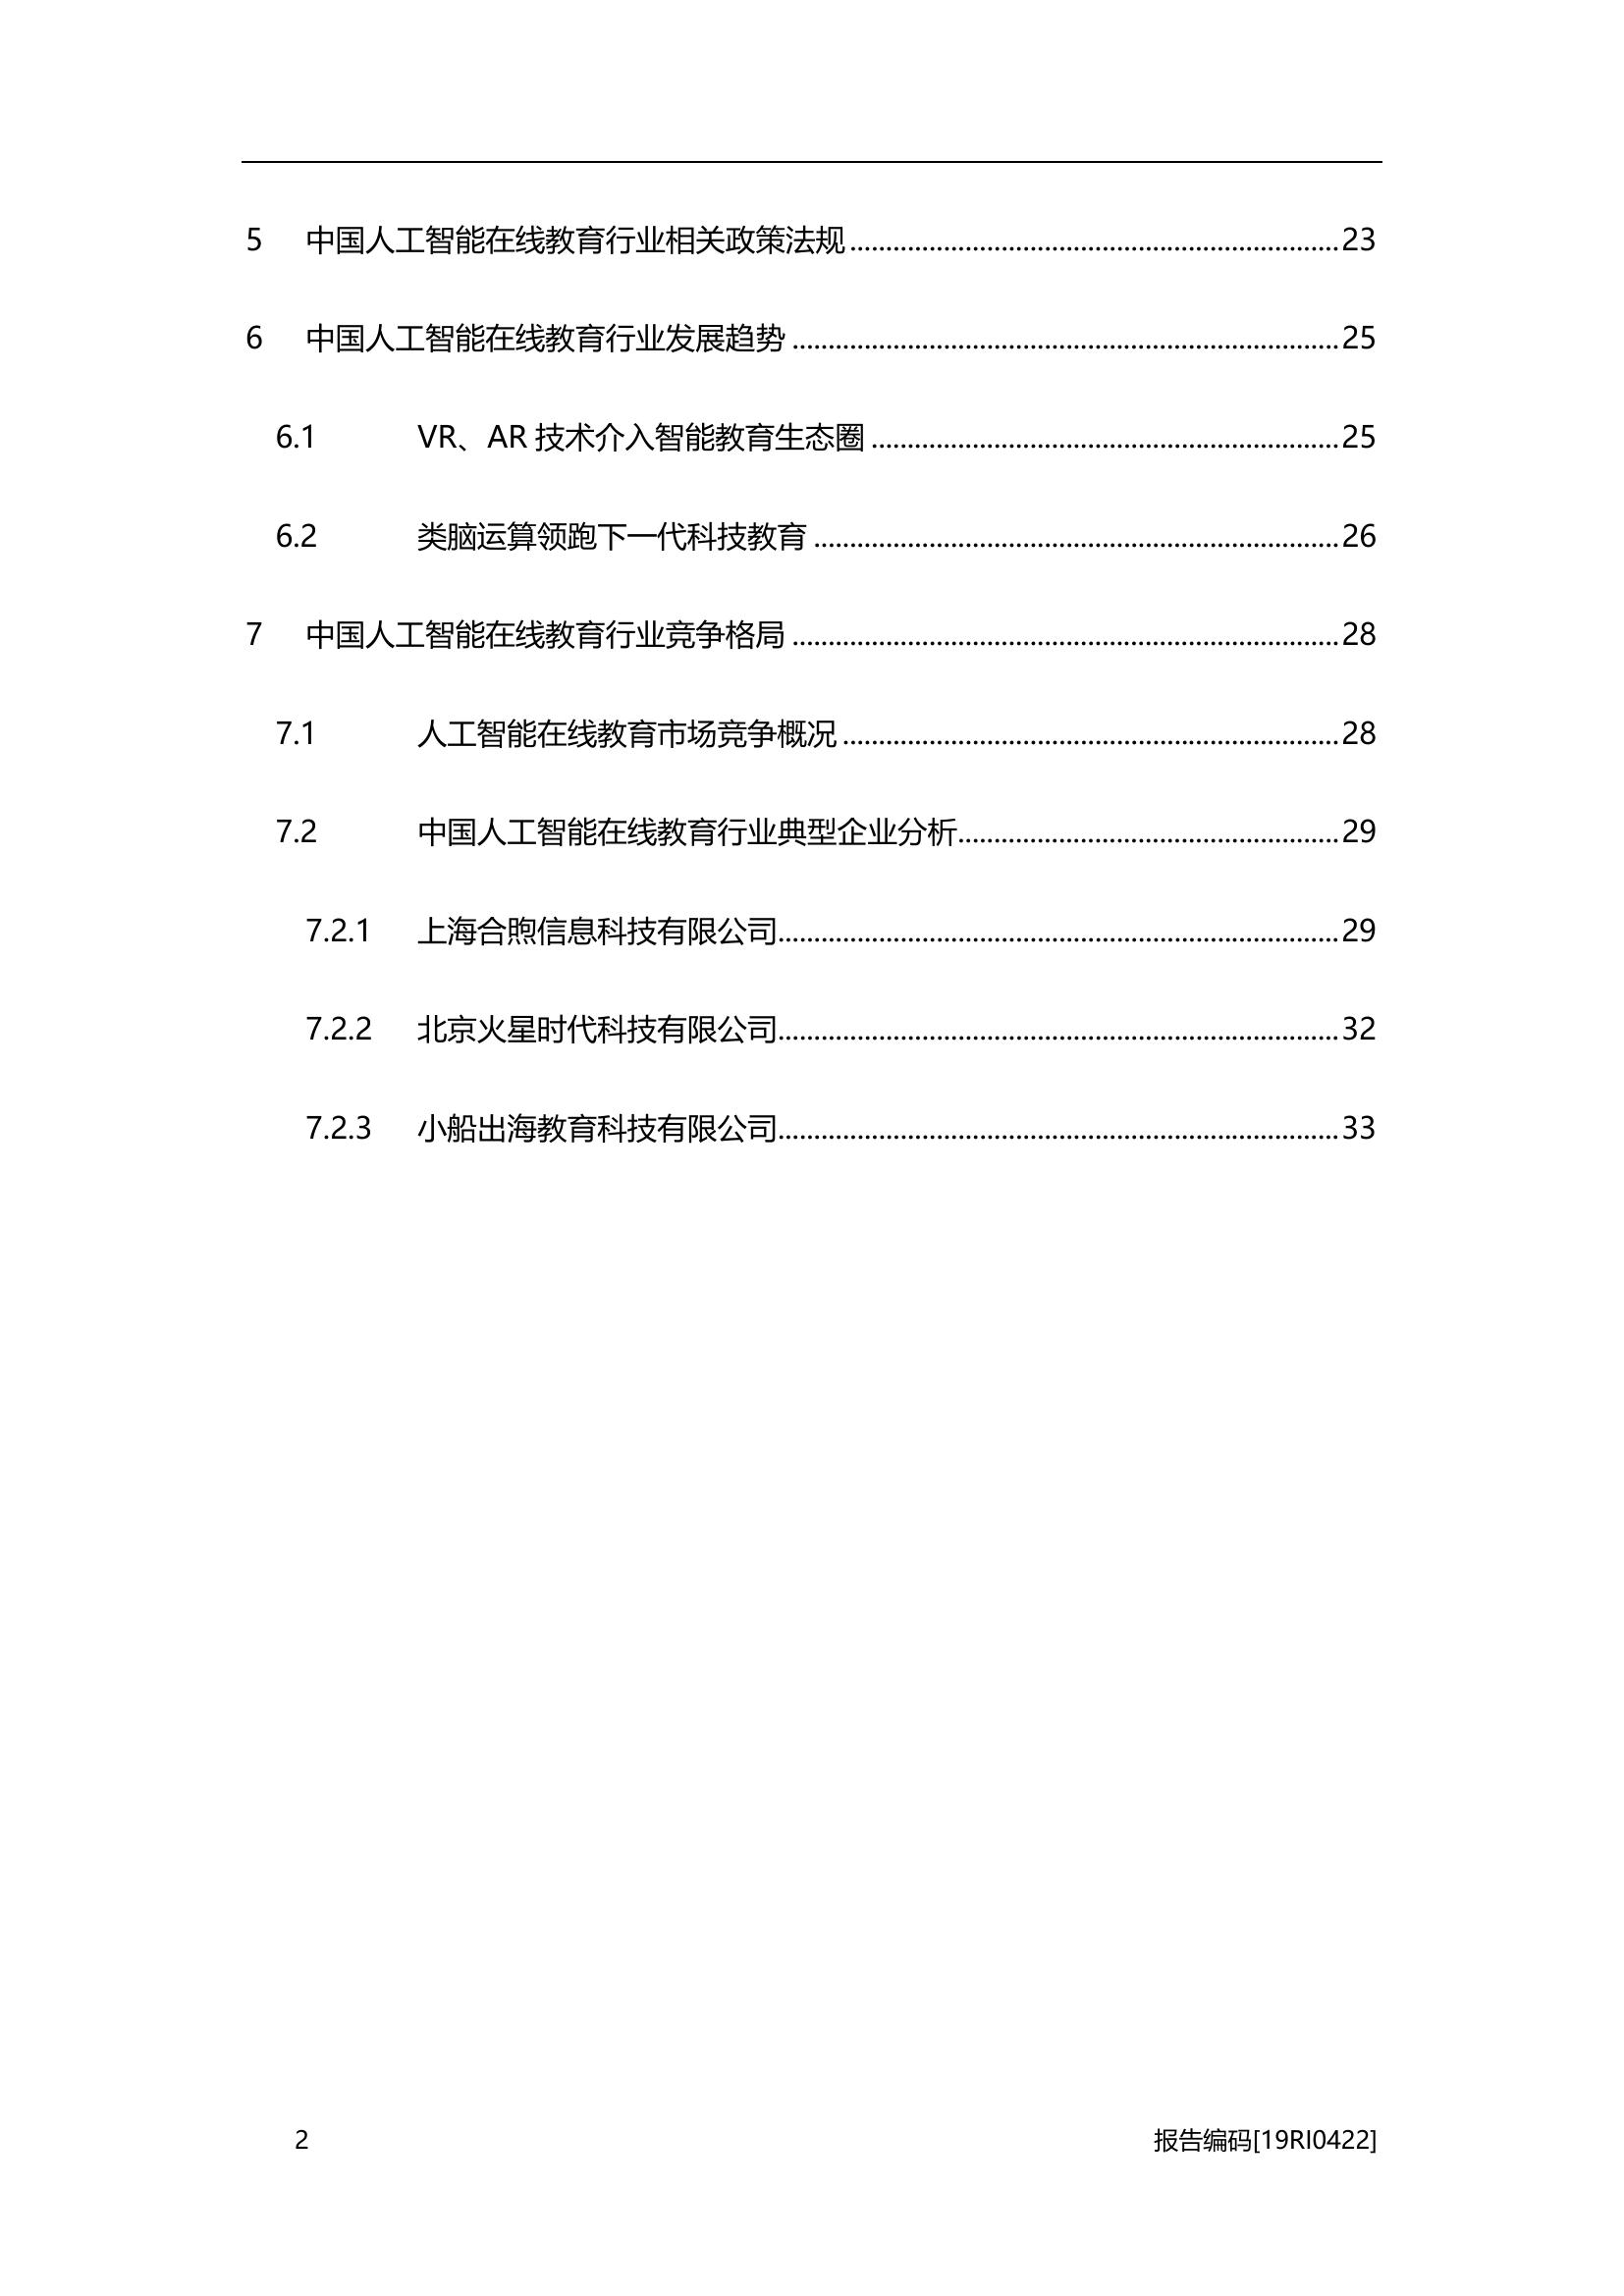 5 中国人工智能在线教育行业相关政策法规........................................23
6 中国人工智能在线教育行业发展趋势........................................25
6.1 VR、AR 技术介入智能教育生态圈........................................25
6.2 类脑运算领跑下一代科技教育........................................26
7 中国人工智能在线教育行业竞争格局........................................28
7.1 人工智能在线教育市场竞争概况........................................28
7.2 中国人工智能在线教育行业典型企业分析........................................29
7.2.1 上海合煦信息科技有限公司........................................29
7.2.2 北京火星时代科技有限公司........................................32
7.2.3 小船出海教育科技有限公司........................................33
2 报告编码[19RI0422]